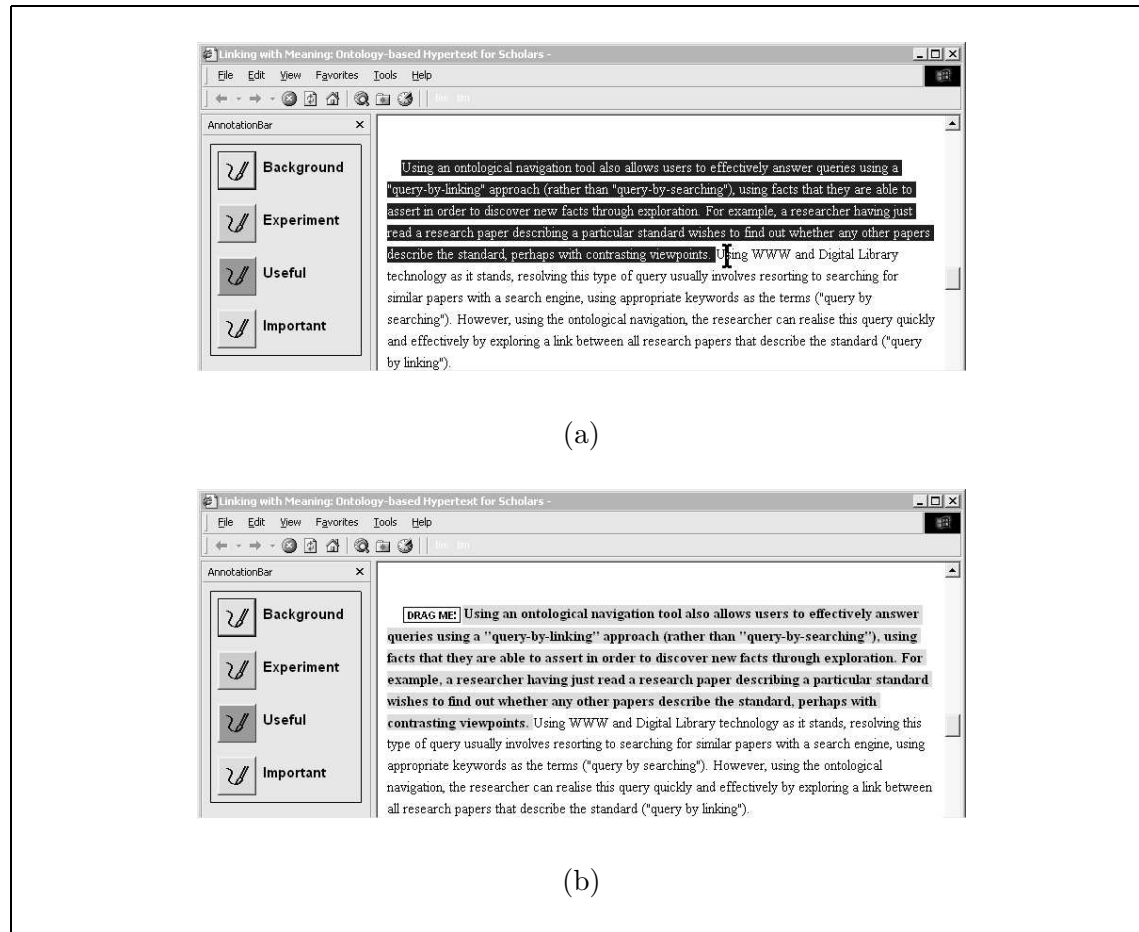 Linking with Meaning: Ontology-based Hypertext for Scholars -
File Edit View Favorites Tools Help
AnnotationBar
Background
Experiment
Useful
Important
Using an ontological navigation tool also allows users to effectively answer queries using a
"query-by-linking" approach (rather than "query-by-searching"), using facts that they are able to
assert in order to discover new facts through exploration. For example, a researcher having just
read a research paper describing a particular standard wishes to find out whether any other papers
describe the standard, perhaps with contrasting viewpoints. Using WWW and Digital Library
technology as it stands, resolving this type of query usually involves resorting to searching for
similar papers with a search engine, using appropriate keywords as the terms ("query by
searching"). However, using the ontological navigation, the researcher can realise this query quickly
and effectively by exploring a link between all research papers that describe the standard ("query
by linking").
(a)
Linking with Meaning: Ontology-based Hypertext for Scholars -
File Edit View Favorites Tools Help
AnnotationBar
Background
Experiment
Useful
Important
DRAG ME! Using an ontological navigation tool also allows users to effectively answer
queries using a "query-by-linking" approach (rather than "query-by-searching"), using
facts that they are able to assert in order to discover new facts through exploration. For
example, a researcher having just read a research paper describing a particular standard
wishes to find out whether any other papers describe the standard, perhaps with
contrasting viewpoints. Using WWW and Digital Library technology as it stands, resolving this
type of query usually involves resorting to searching for similar papers with a search engine, using
appropriate keywords as the terms ("query by searching"). However, using the ontological
navigation, the researcher can realise this query quickly and effectively by exploring a link between
all research papers that describe the standard ("query by linking").
(b)